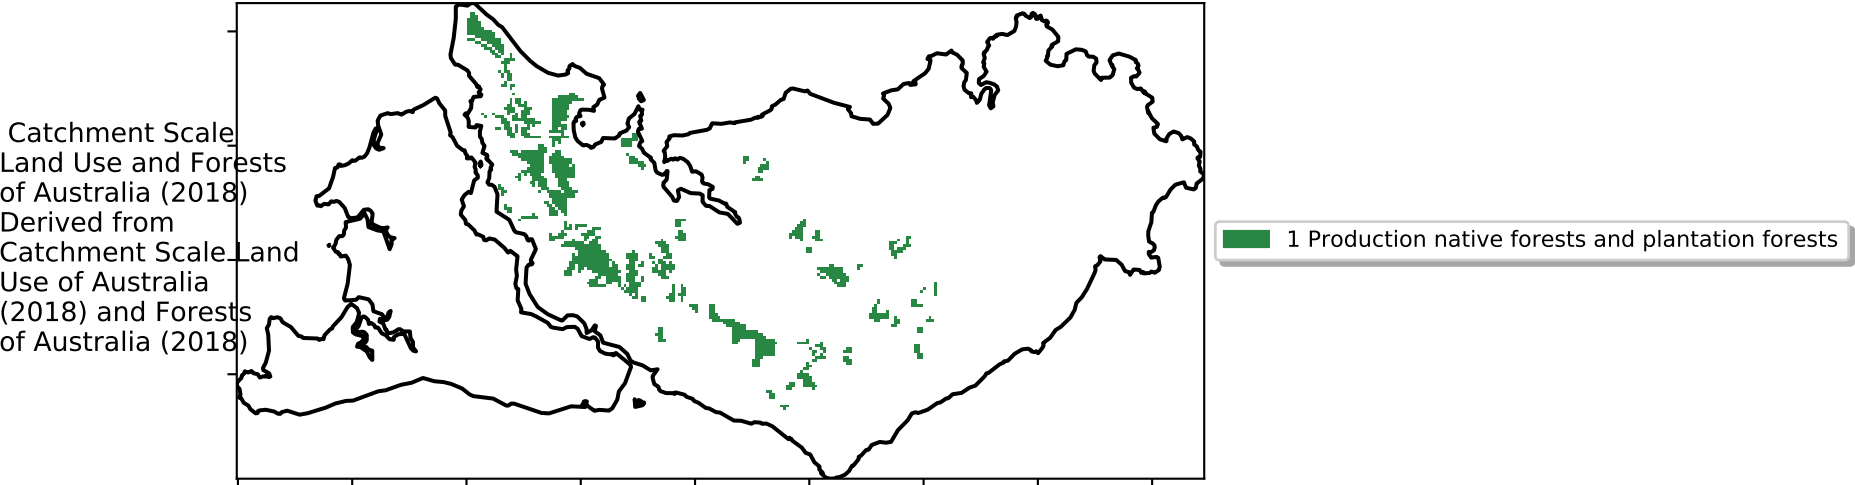 Catchment Scale
Land Use and Forests
of Australia (2018)
Derived from
Catchment Scale Land
Use of Australia
(2018) and Forests
of Australia (2018)
1 Production native forests and plantation forests